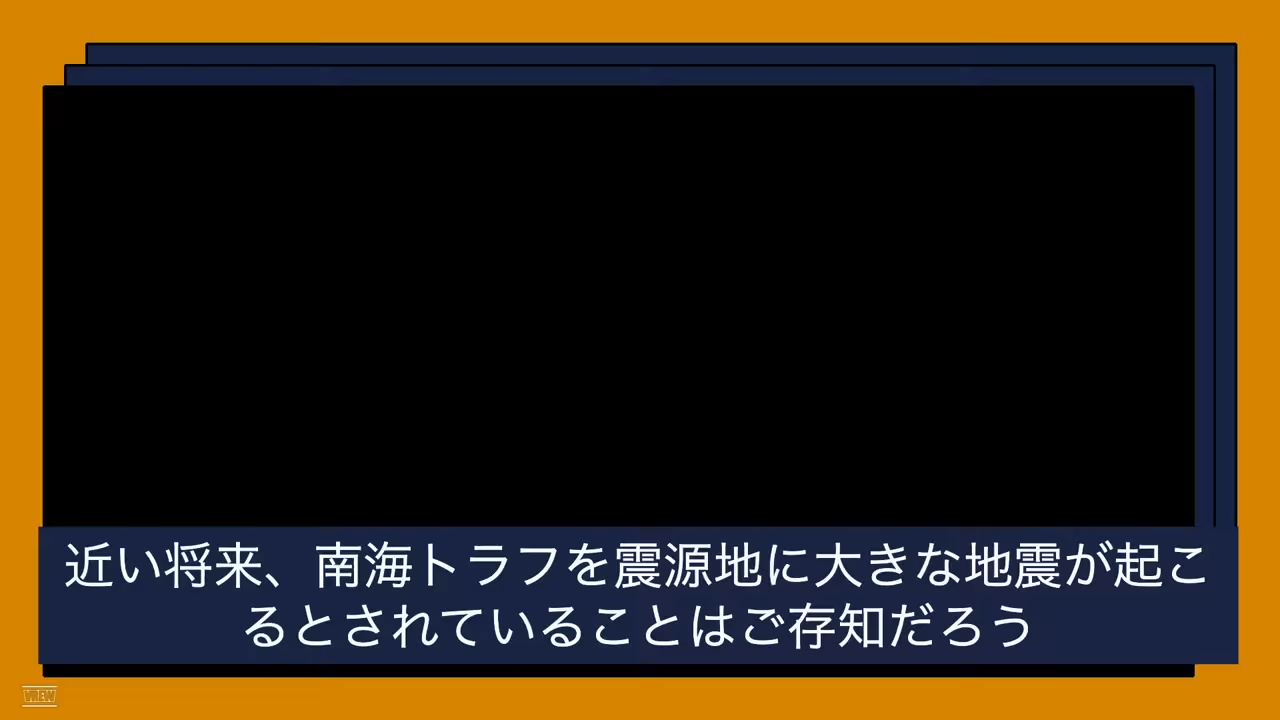 近い将来、南海トラフを震源地に大きな地震が起こ
るとされていることはご存知だろう
VREW